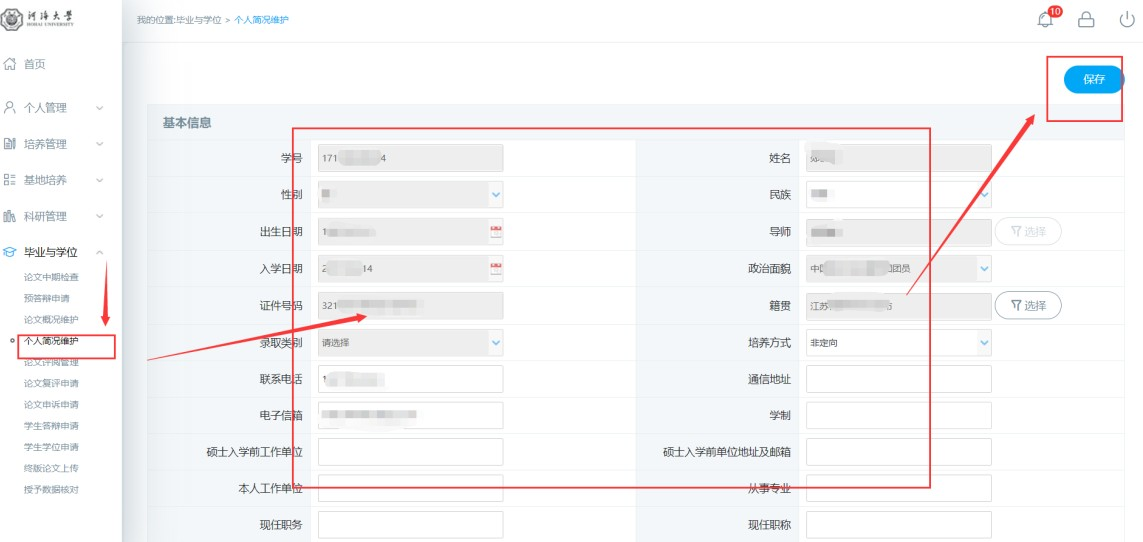 河海大学
HOHAI UNIVERSITY
我的位置:毕业与学位 > 个人简况维护
10
首页
个人管理
培养管理
基地培养
科研管理
毕业与学位
论文中期检查
预答辩申请
论文概况维护
个人简况维护
论文评阅管理
论文复评申请
论文申诉申请
学生答辩申请
学生学位申请
终版论文上传
授予数据核对
保存
基本信息
学号 171 4 姓名
性别 民族
出生日期 1 导师 选择
入学日期 2 14 政治面貌 中 团员
证件号码 321 籍贯 江苏 选择
录取类别 请选择 培养方式 非定向
联系电话 1 通信地址
电子信箱 学制
硕士入学前工作单位 硕士入学前单位地址及邮箱
本人工作单位 从事专业
现任职务 现任职称